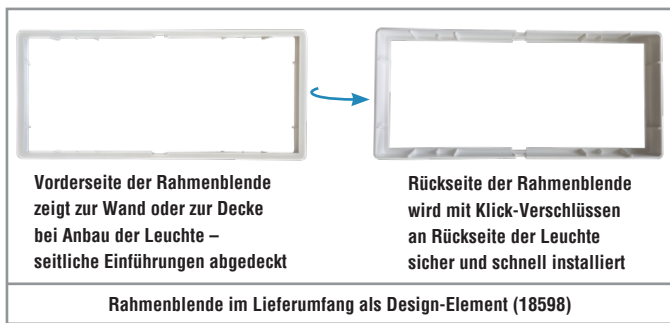 Vorderseite der Rahmenblende
zeigt zur Wand oder zur Decke
bei Anbau der Leuchte –
seitliche Einführungen abgedeckt
Rückseite der Rahmenblende
wird mit Klick-Verschlüssen
an Rückseite der Leuchte
sicher und schnell installiert
Rahmenblende im Lieferumfang als Design-Element (18598)